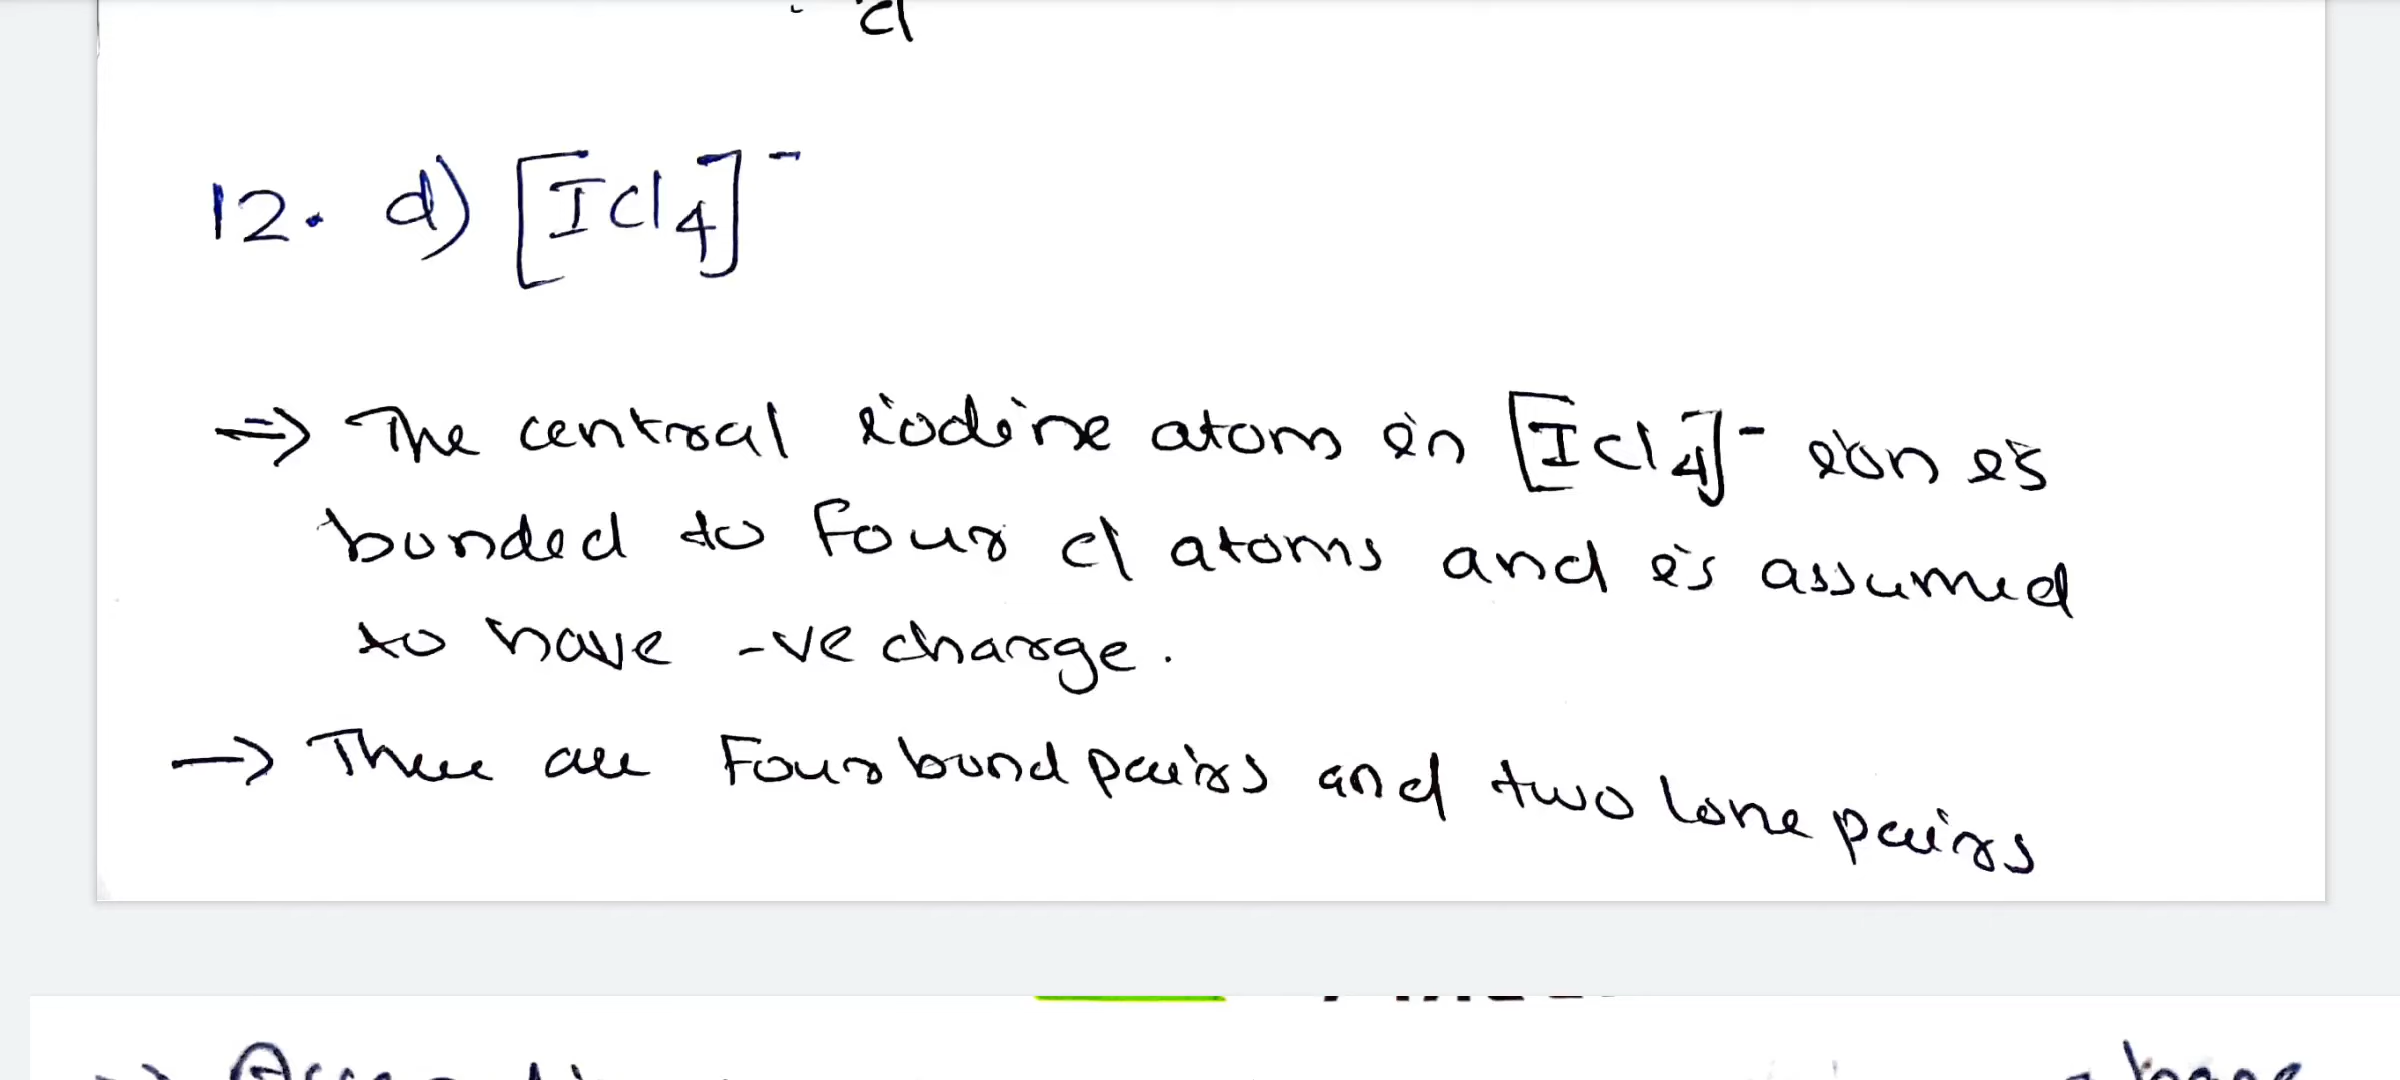 cl
12. d) [ICl4]-
=> The central iodine atom in [ICl4]- ion is
bonded to four cl atoms and is assumed
to have -ve charge.
-> There are Four bond pairs and two lone pairs